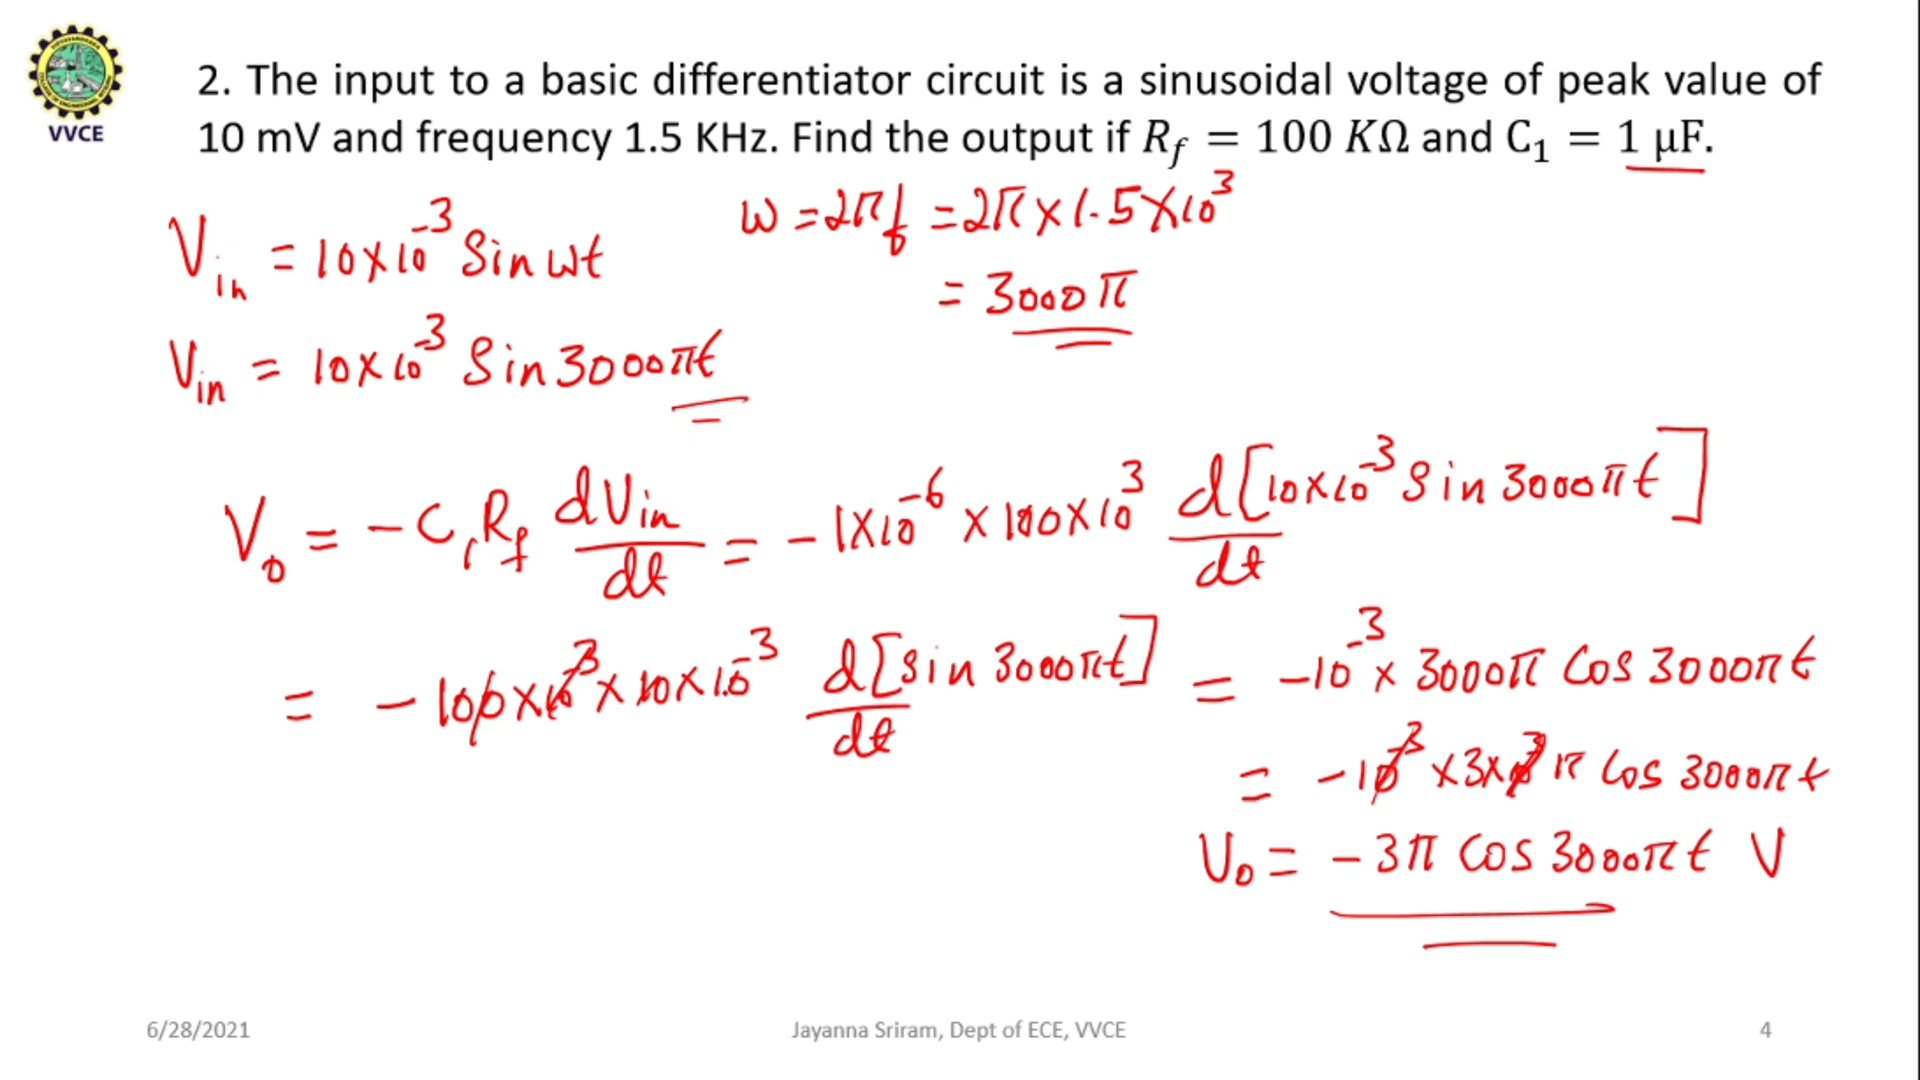 VVCE
2. The input to a basic differentiator circuit is a sinusoidal voltage of peak value of
10 mV and frequency 1.5 KHz. Find the output if R_f = 100 KΩ and C_1 = 1 μF.
V_in = 10×10^-3 Sin ωt
ω = 2πf = 2π×1.5×10^3
= 3000π
V_in = 10×10^-3 Sin 3000πt
V_o = -C_1 R_f dV_in/dt = -1×10^-6 ×100×10^3 d[10×10^-3 Sin 3000πt]/dt
= -100×10^-3 ×10×10^-3 d[sin 3000πt]/dt = -10^-3 × 3000π Cos 3000πt
= -10^-3 ×3×10^3 π Cos 3000πt
V_o = -3π Cos 3000πt V
6/28/2021
Jayanna Sriram, Dept of ECE, VVCE
4